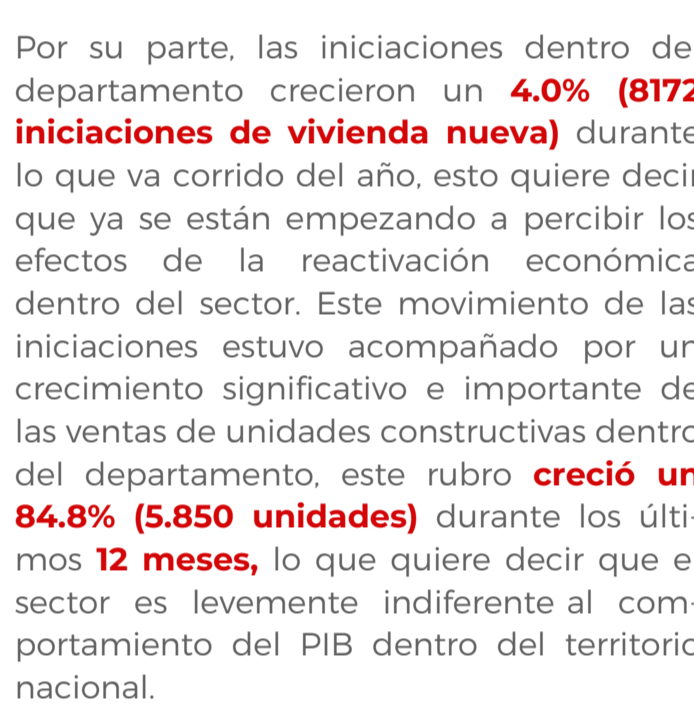 Por su parte, las iniciaciones dentro de
departamento crecieron un 4.0% (8172
iniciaciones de vivienda nueva) durante
lo que va corrido del año, esto quiere decir
que ya se están empezando a percibir los
efectos de la reactivación económica
dentro del sector. Este movimiento de las
iniciaciones estuvo acompañado por un
crecimiento significativo e importante de
las ventas de unidades constructivas dentro
del departamento, este rubro creció un
84.8% (5.850 unidades) durante los últi-
mos 12 meses, lo que quiere decir que e
sector es levemente indiferente al com-
portamiento del PIB dentro del territorio
nacional.